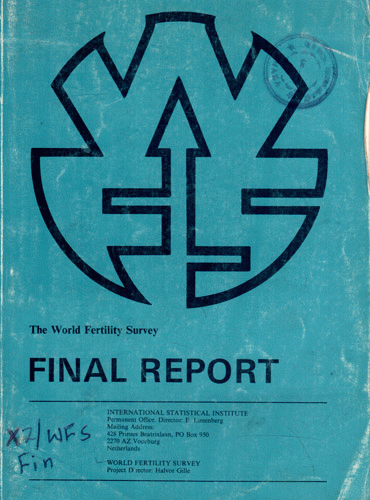 The World Fertility Survey
FINAL REPORT
INTERNATIONAL STATISTICAL INSTITUTE
Permanent Office. Director: E. Lunenberg
Mailing Address:
428 Prinses Beatrixlaan, PO Box 950
2270 AZ Voorburg
Netherlands
WORLD FERTILITY SURVEY
Project Director: Halvor Gille
XZ/WFS
Fin